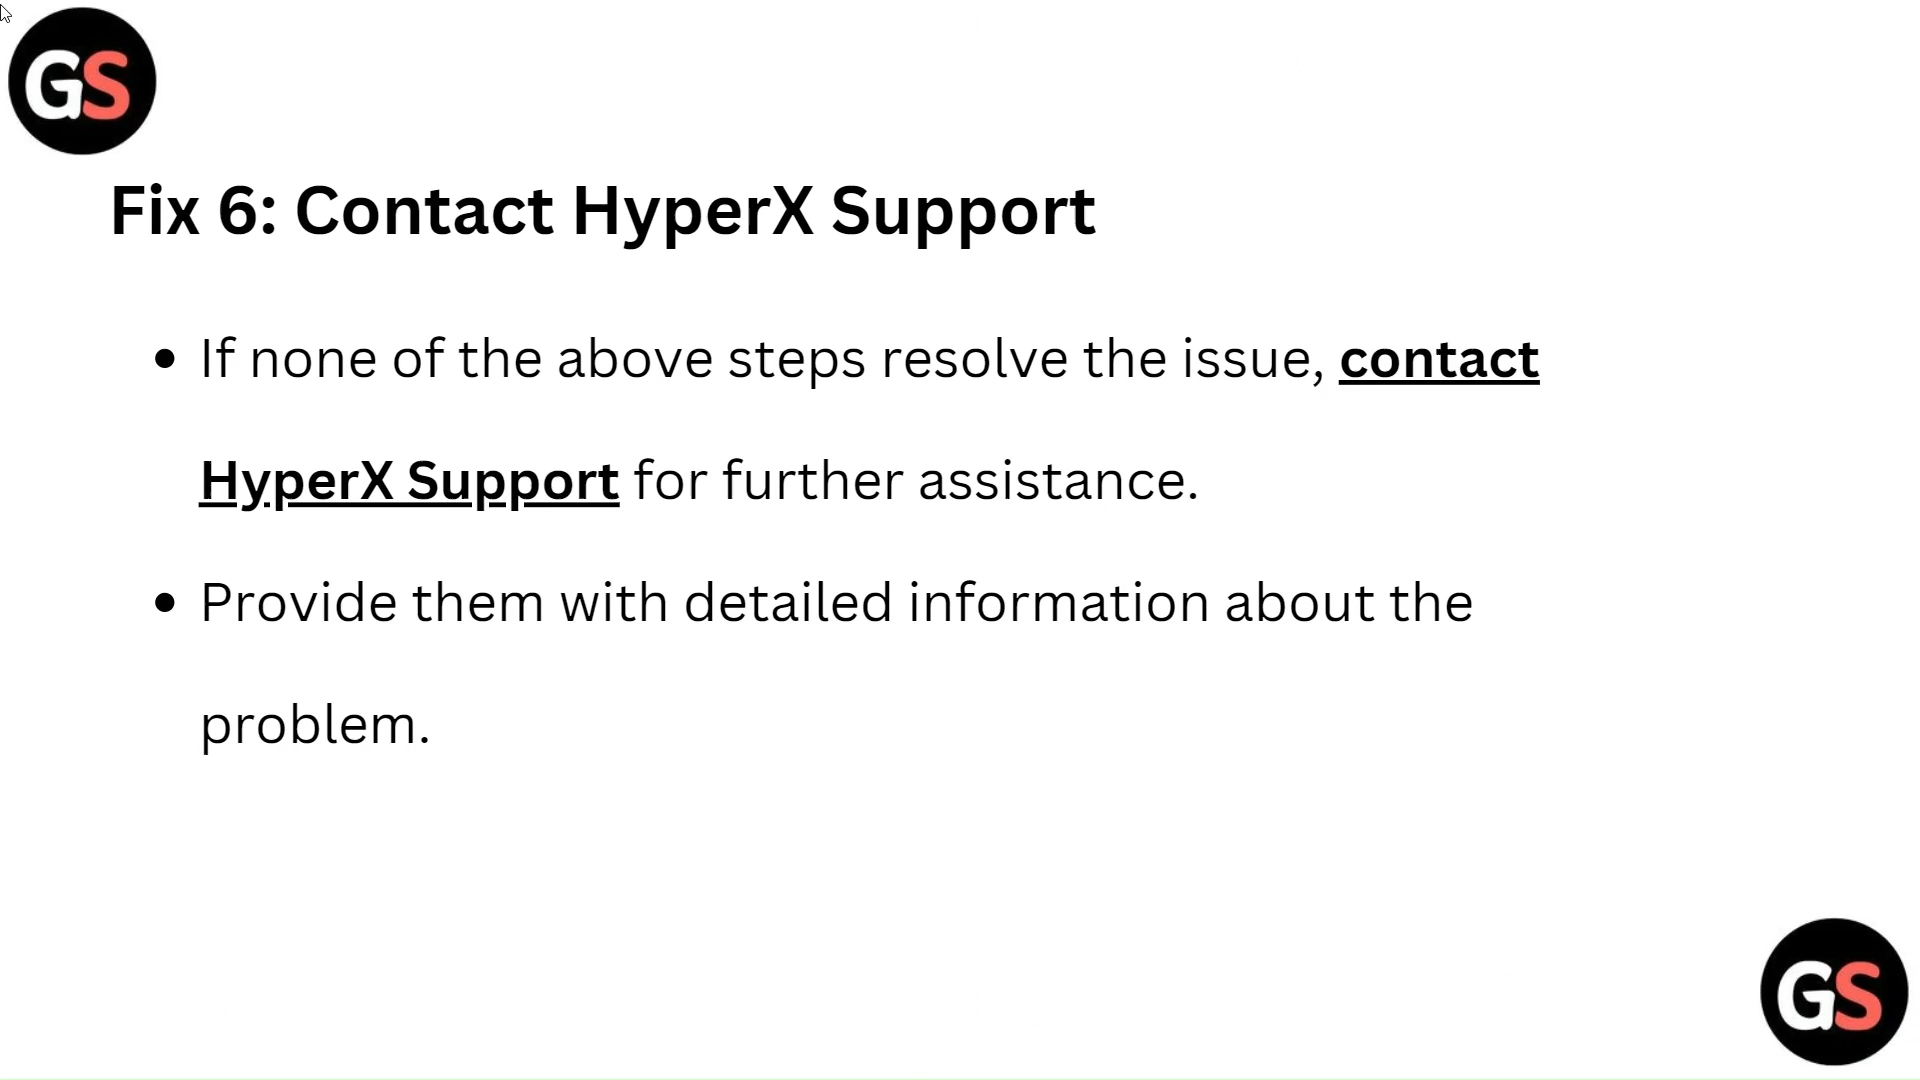 GS
Fix 6: Contact HyperX Support
• If none of the above steps resolve the issue, contact
HyperX Support for further assistance.
• Provide them with detailed information about the
problem.
GS